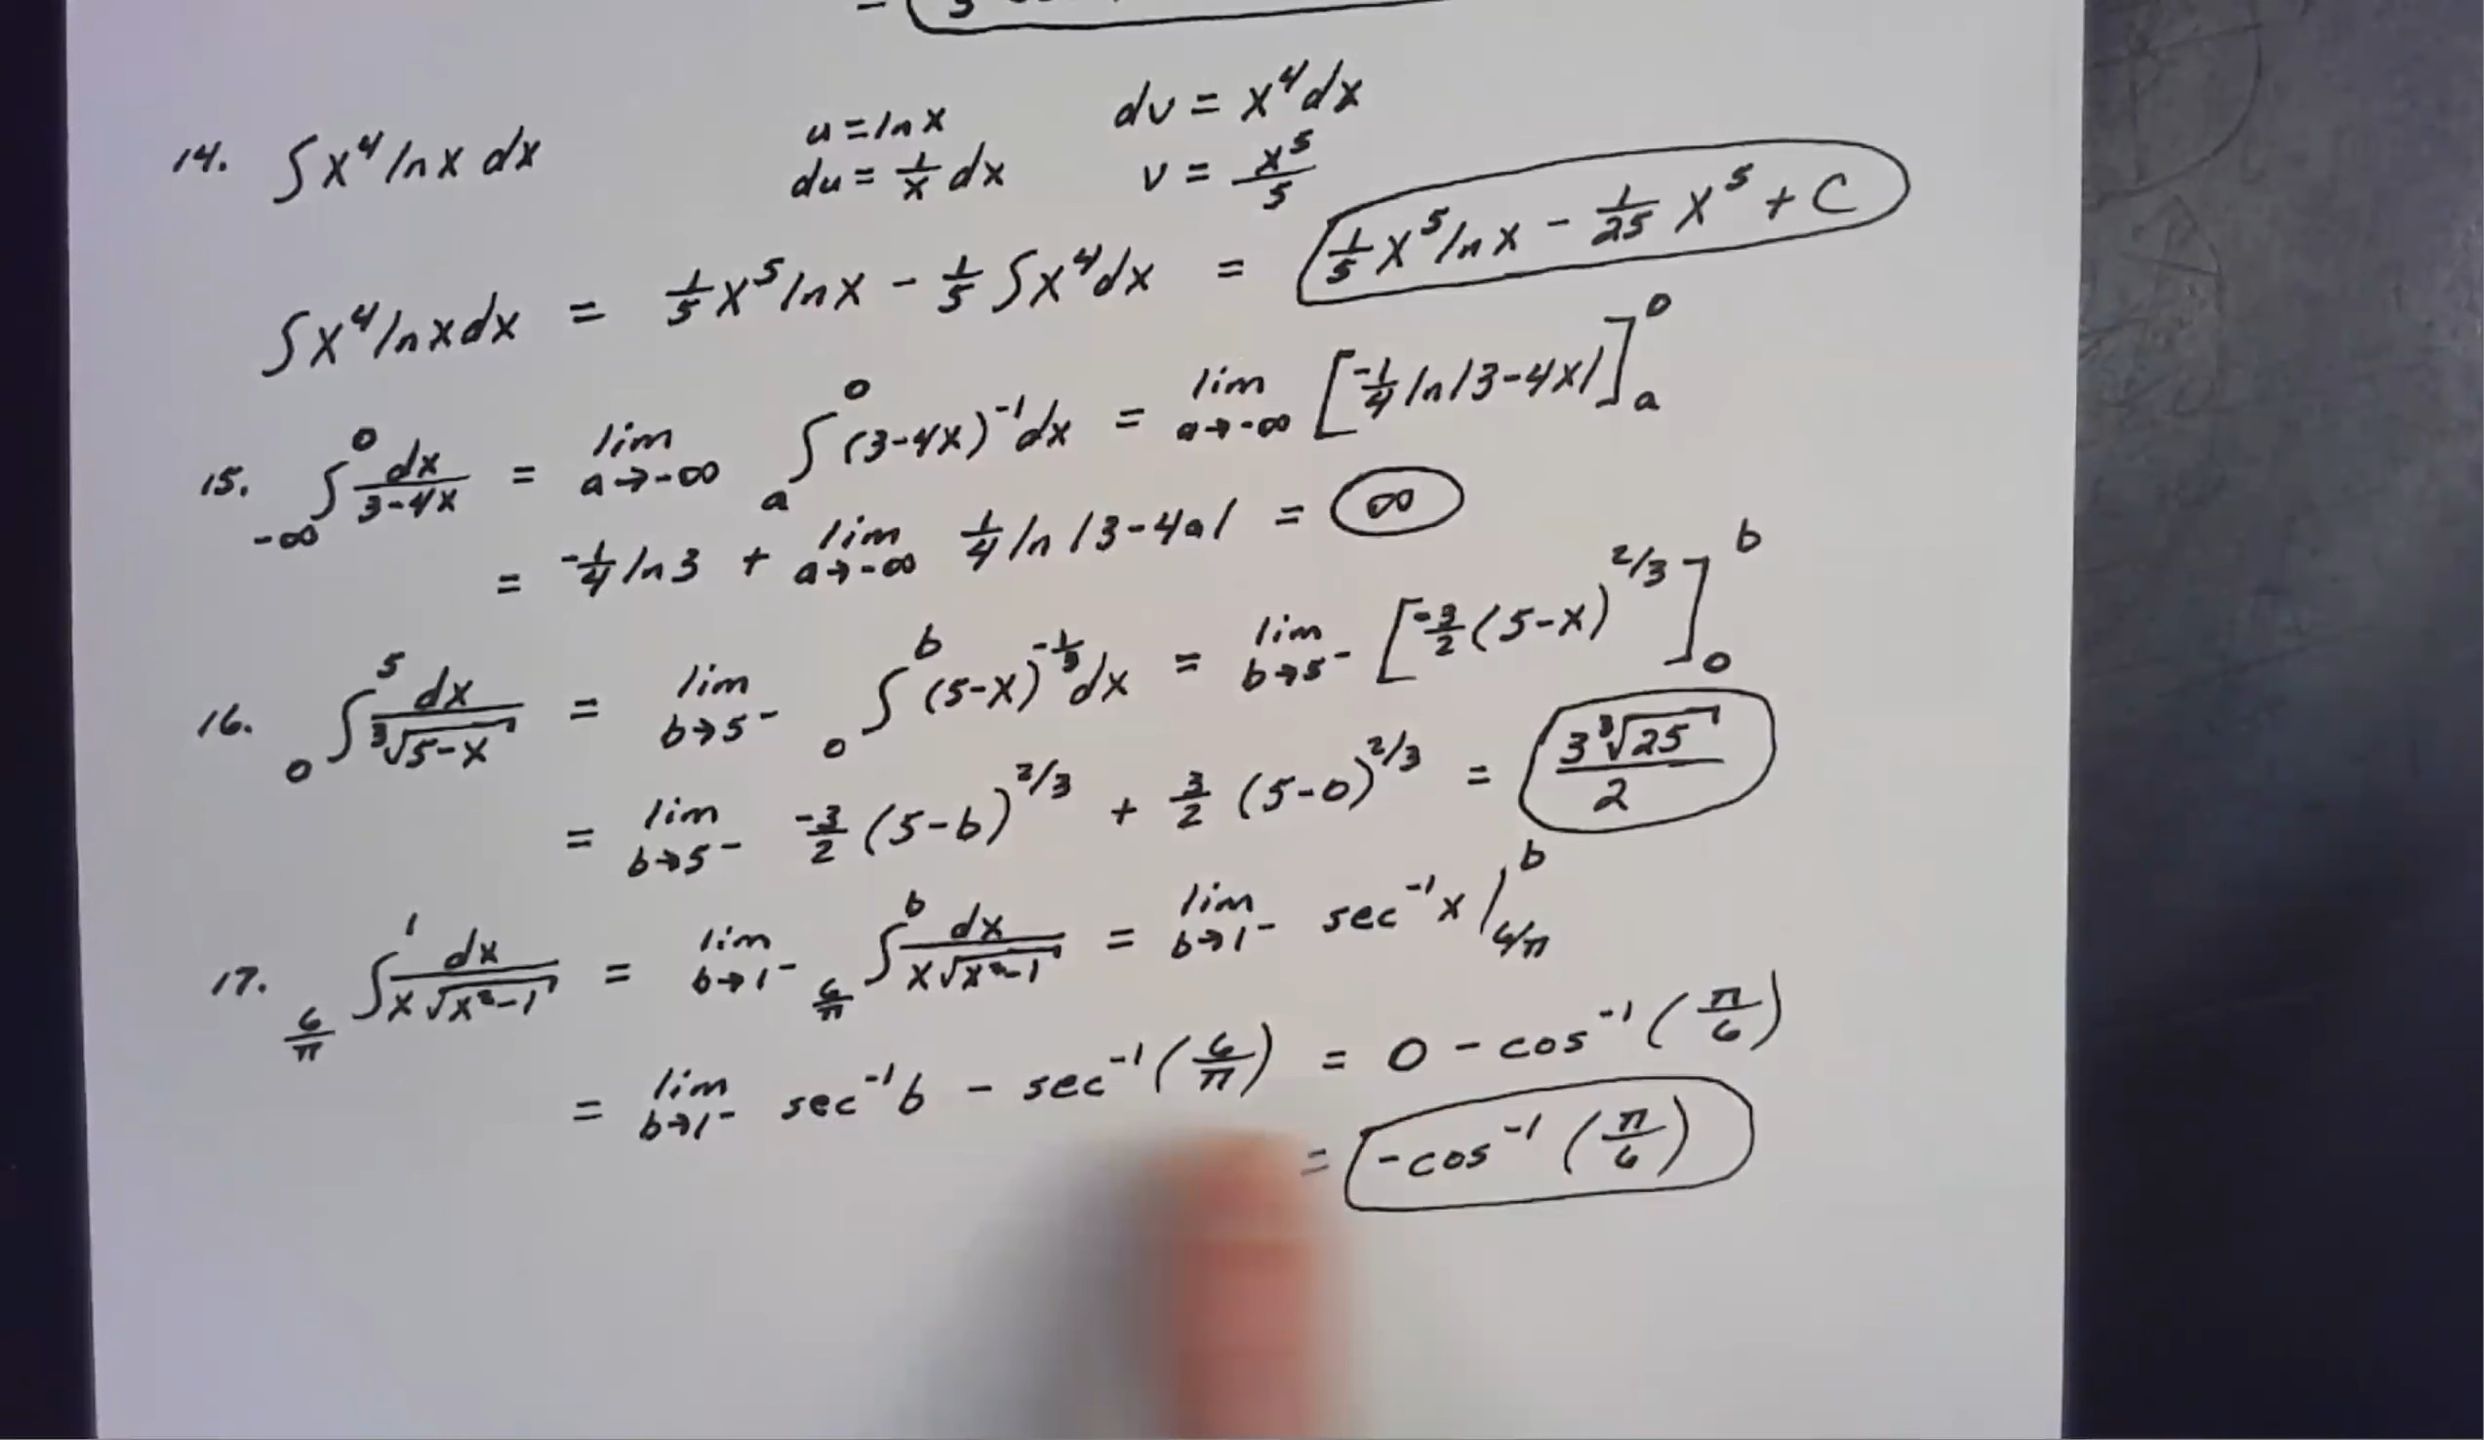 14. ∫x⁴ ln x dx   u = ln x   dv = x⁴dx
du = 1/x dx   v = x⁵/5
∫x⁴ ln x dx = 1/5 x⁵ ln x - 1/5 ∫x⁴dx = 1/5 x⁵ ln x - 1/25 x⁵ + C
15. ∫_{-∞}^{0} dx/(3-4x) = lim_{a→-∞} ∫_{a}^{0} (3-4x)⁻¹dx = lim_{a→-∞} [-1/4 ln|3-4x|]_{a}^{0}
= -1/4 ln 3 + lim_{a→-∞} 1/4 ln|3-4a| = ∞
16. ∫_{0}^{5} dx/∛(5-x) = lim_{b→5⁻} ∫_{0}^{b} (5-x)^{-1/3}dx = lim_{b→5⁻} [-3/2 (5-x)^{2/3}]_{0}^{b}
= lim_{b→5⁻} -3/2 (5-b)^{2/3} + 3/2 (5-0)^{2/3} = 3∛25/2
17. ∫_{6/π}^{1} dx/(x√(x²-1)) = lim_{b→1⁻} ∫_{6/π}^{b} dx/(x√(x²-1)) = lim_{b→1⁻} sec⁻¹x |_{6/π}^{b}
= lim_{b→1⁻} sec⁻¹b - sec⁻¹(6/π) = 0 - cos⁻¹(π/6)
= -cos⁻¹(π/6)